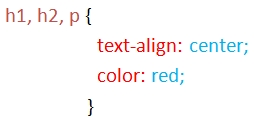 h1, h2, p {
text-align: center;
color: red;
}